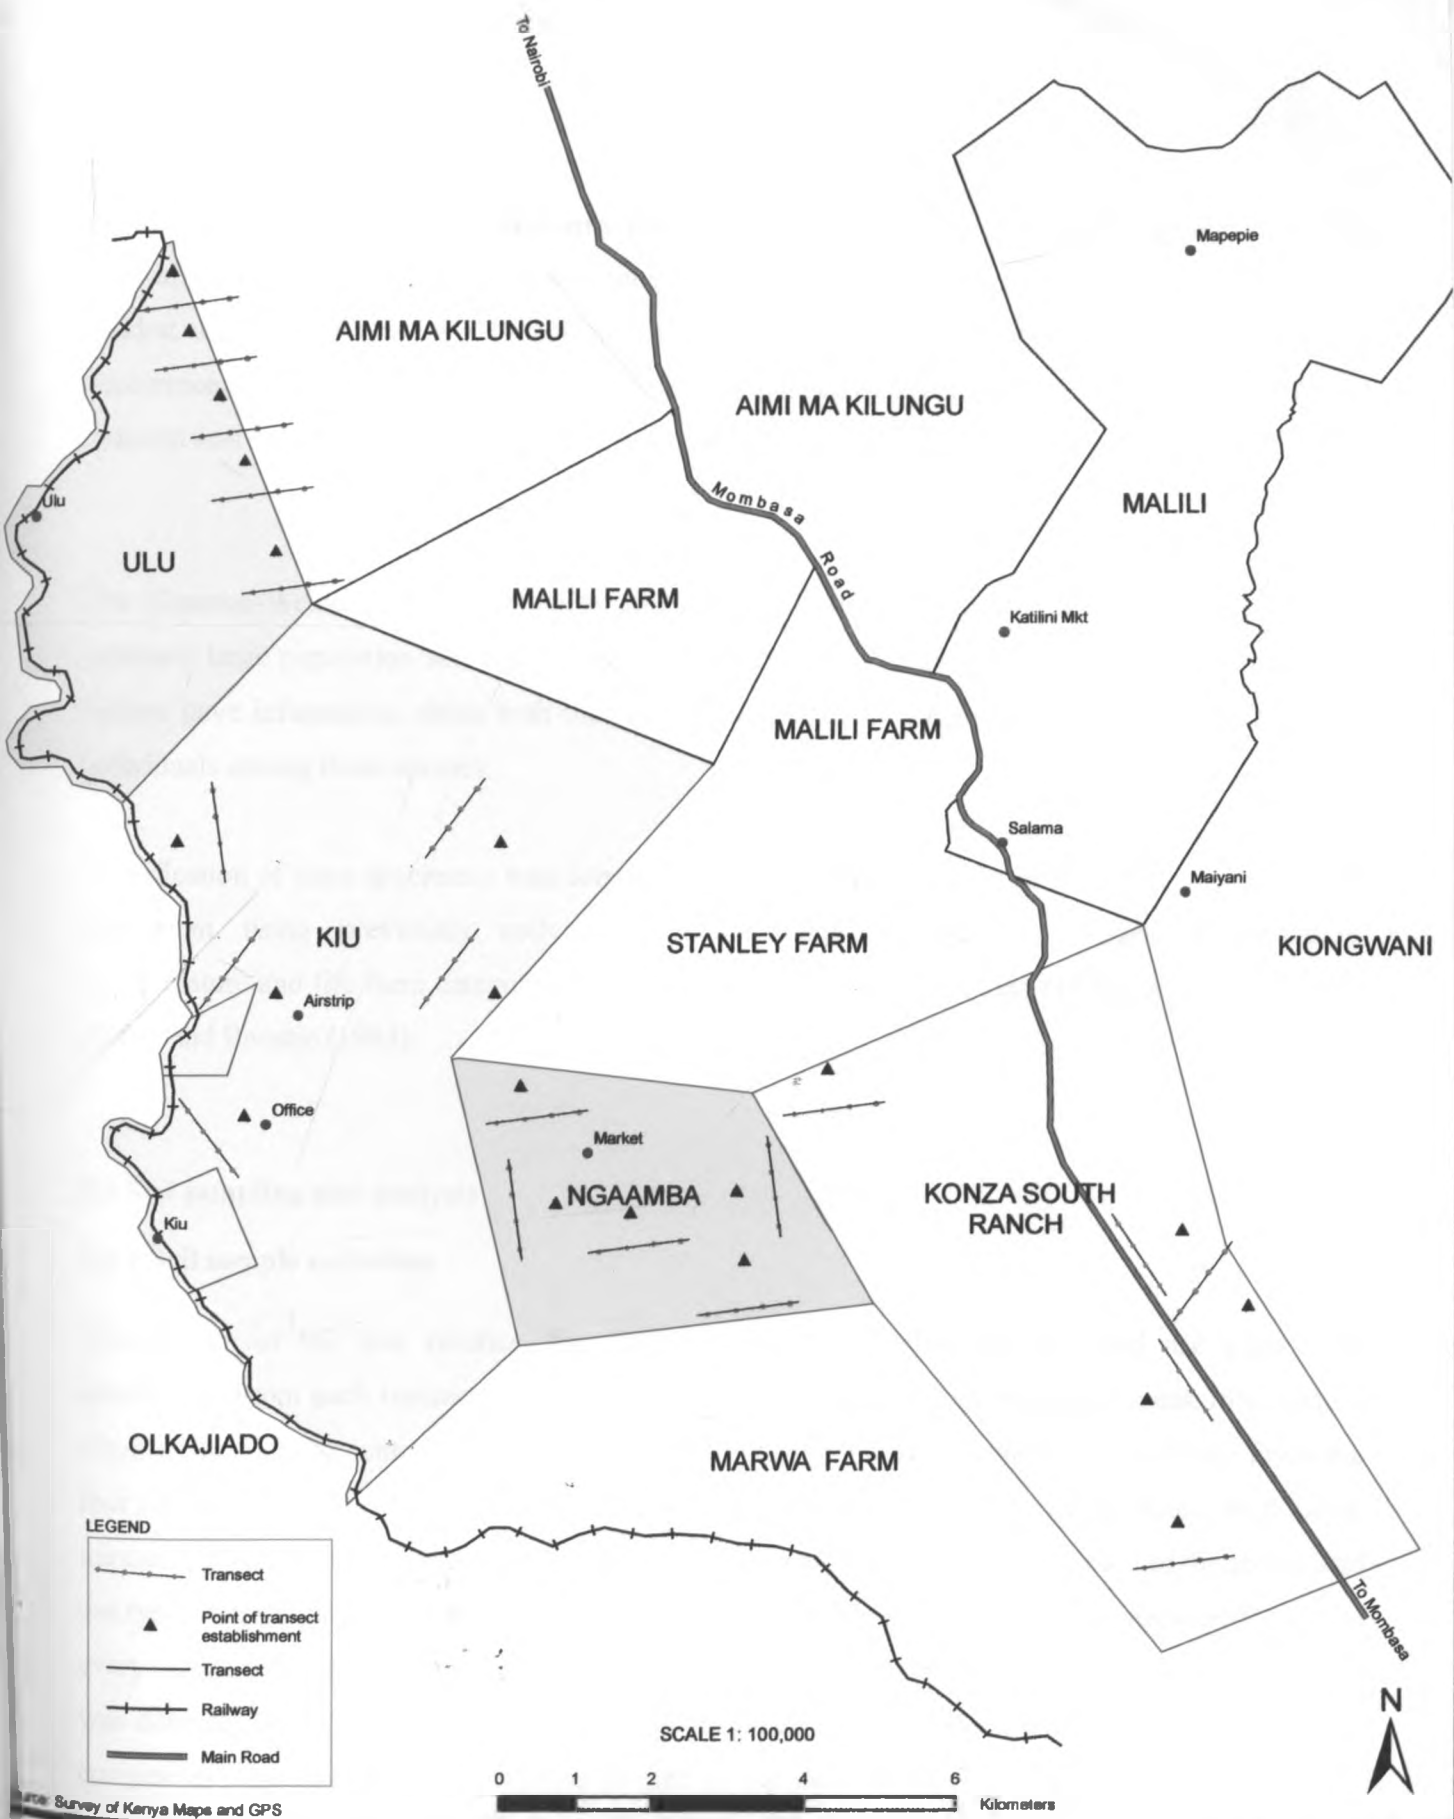 To Nairobi
Mapepie
AIMI MA KILUNGU
AIMI MA KILUNGU
Mombasa Road
MALILI
Ulu
ULU
MALILI FARM
Katilini Mkt
MALILI FARM
Salama
Maiyani
KIU
STANLEY FARM
KIONGWANI
Airstrip
Office
Market
NGAAMBA
KONZA SOUTH
RANCH
Kiu
OLKAJIADO
MARWA FARM
LEGEND
Transect
Point of transect
establishment
Transect
Railway
Main Road
To Mombasa
N
SCALE 1: 100,000
0 1 2 4 6
Kilometers
Survey of Kenya Maps and GPS